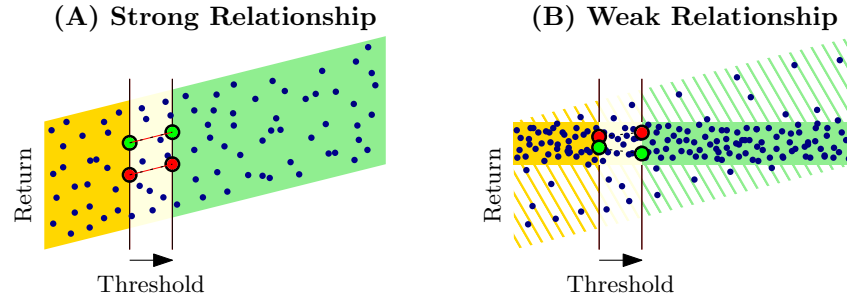 (A) Strong Relationship
Return
Threshold
(B) Weak Relationship
Return
Threshold